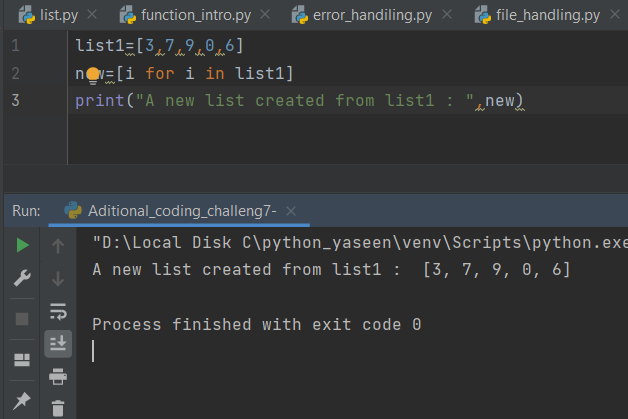 list.py function_intro.py error_handiling.py file_handling.py
1 list1=[3,7,9,0,6]
2 new=[i for i in list1]
3 print("A new list created from list1 : ",new)
Run: Aditional_coding_challeng7-
"D:\Local Disk C\python_yaseen\venv\Scripts\python.exe
A new list created from list1 :  [3, 7, 9, 0, 6]
Process finished with exit code 0